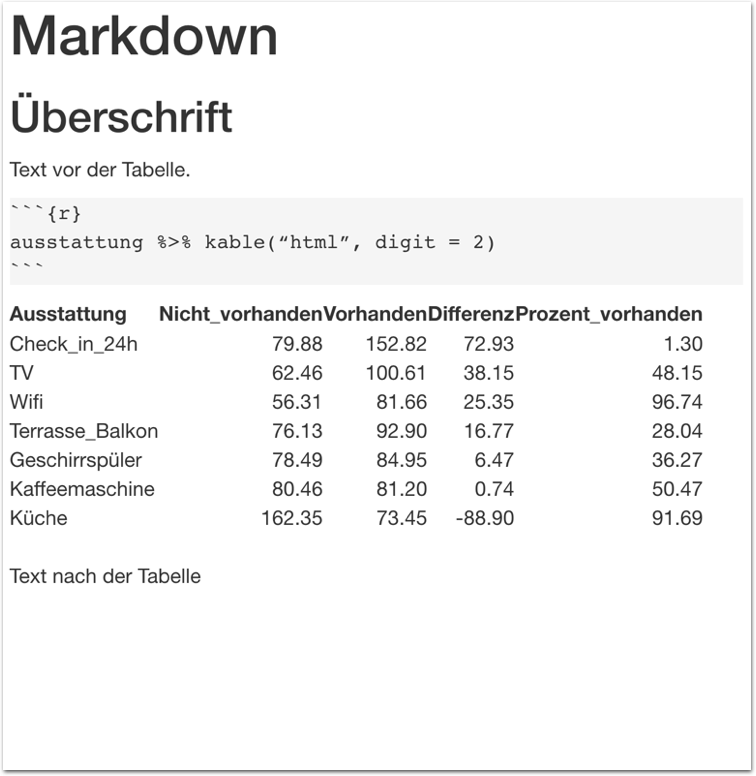 Markdown
Überschrift
Text vor der Tabelle.
```{r}
ausstattung %>% kable(“html”, digit = 2)
```
Ausstattung Nicht_vorhandenVorhandenDifferenzProzent_vorhanden
Check_in_24h 79.88 152.82 72.93 1.30
TV 62.46 100.61 38.15 48.15
Wifi 56.31 81.66 25.35 96.74
Terrasse_Balkon 76.13 92.90 16.77 28.04
Geschirrspüler 78.49 84.95 6.47 36.27
Kaffeemaschine 80.46 81.20 0.74 50.47
Küche 162.35 73.45 -88.90 91.69
Text nach der Tabelle